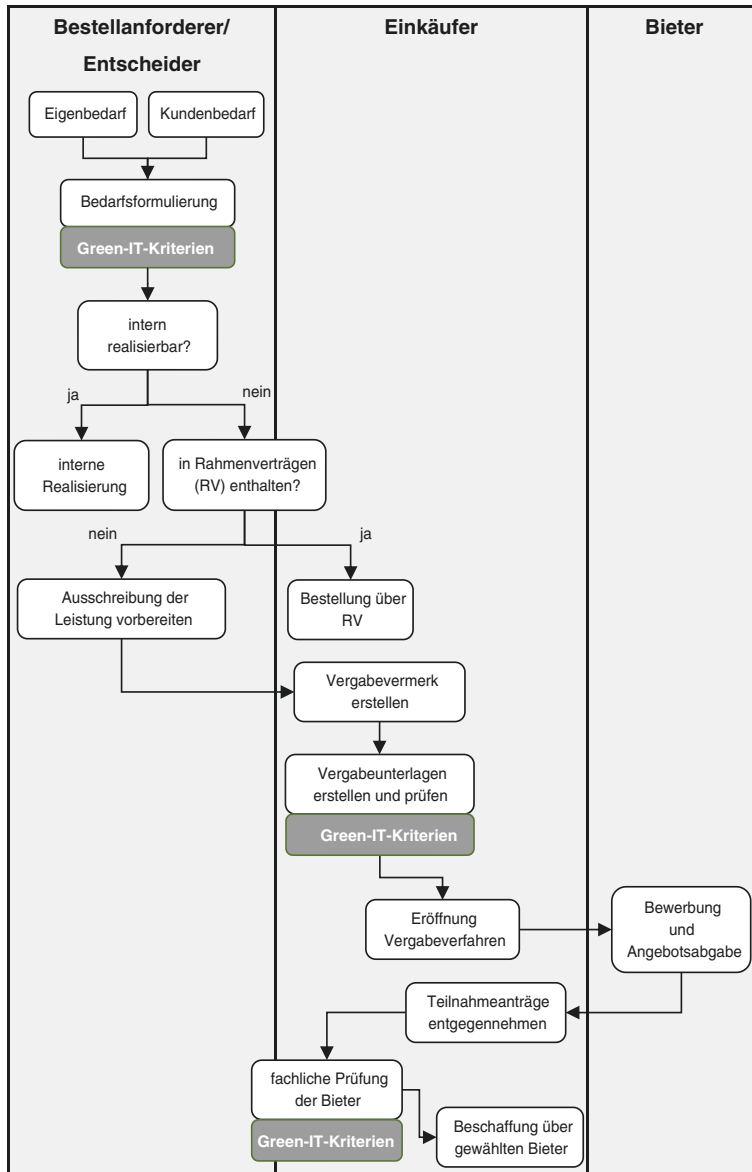 Bestellanforderer/
Entscheider
Einkäufer
Bieter
Eigenbedarf
Kundenbedarf
Bedarfsformulierung
Green-IT-Kriterien
intern
realisierbar?
ja
nein
interne
Realisierung
in Rahmenverträgen
(RV) enthalten?
nein
ja
Ausschreibung der
Leistung vorbereiten
Bestellung über
RV
Vergabevermerk
erstellen
Vergabeunterlagen
erstellen und prüfen
Green-IT-Kriterien
Eröffnung
Vergabeverfahren
Bewerbung
und
Angebotsabgabe
Teilnahmeanträge
entgegennehmen
fachliche Prüfung
der Bieter
Green-IT-Kriterien
Beschaffung über
gewählten Bieter